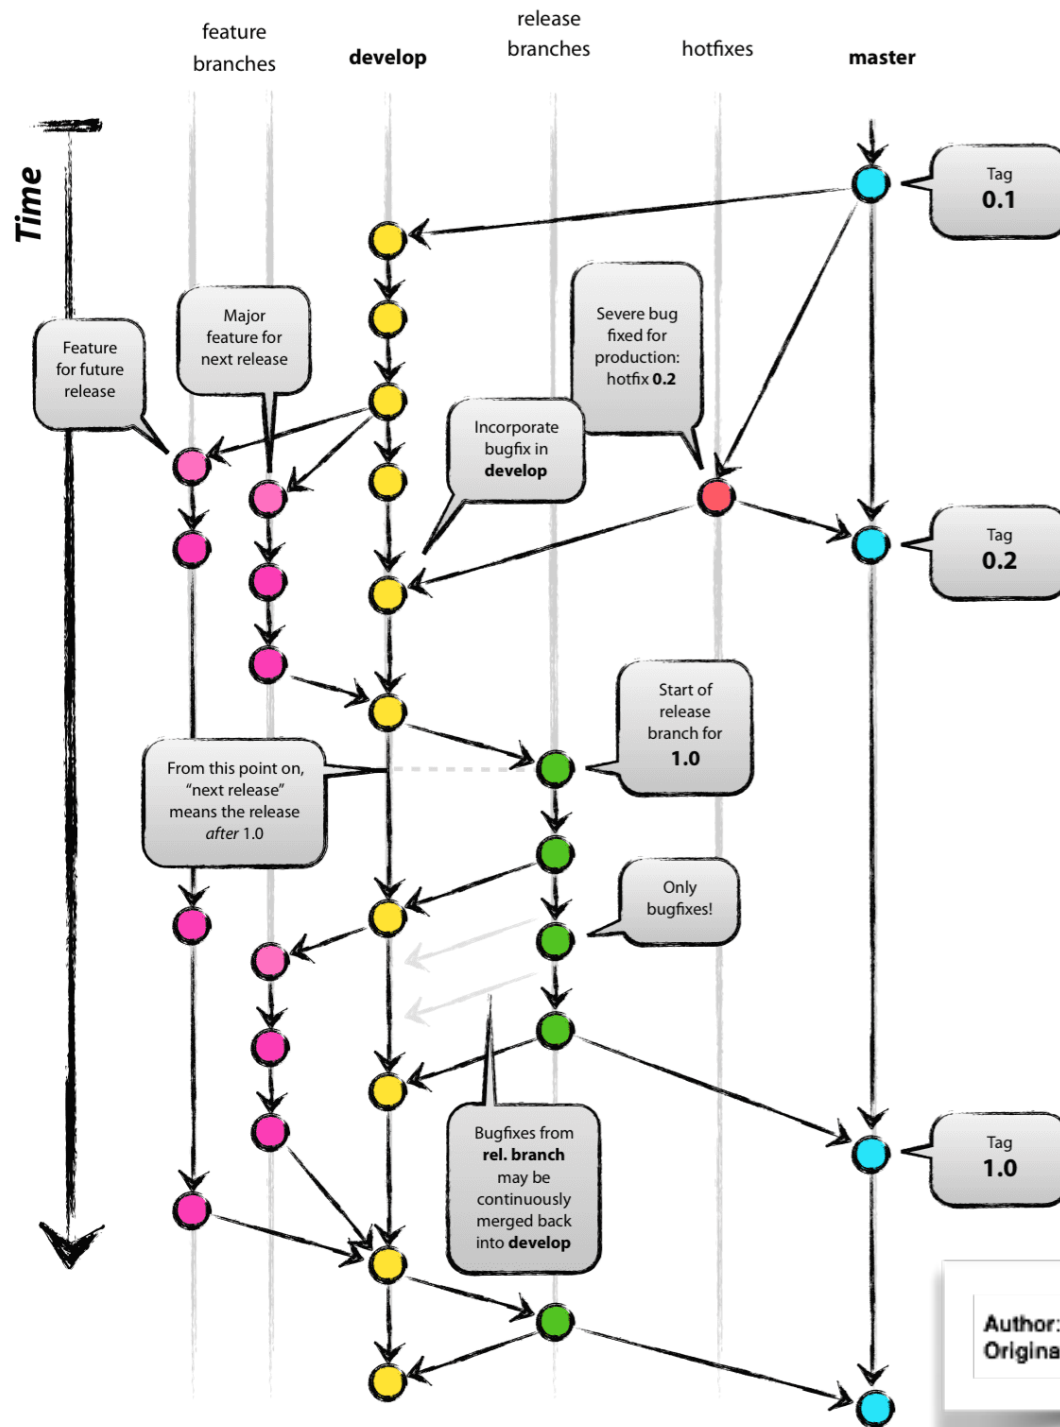 feature
branches
develop
release
branches
hotfixes
master
Time
Tag
0.1
Major
feature for
next release
Feature
for future
release
Severe bug
fixed for
production:
hotfix 0.2
Incorporate
bugfix in
develop
Tag
0.2
Start of
release
branch for
1.0
From this point on,
“next release”
means the release
after 1.0
Only
bugfixes!
Bugfixes from
rel. branch
may be
continuously
merged back
into develop
Tag
1.0
Author:
Origina